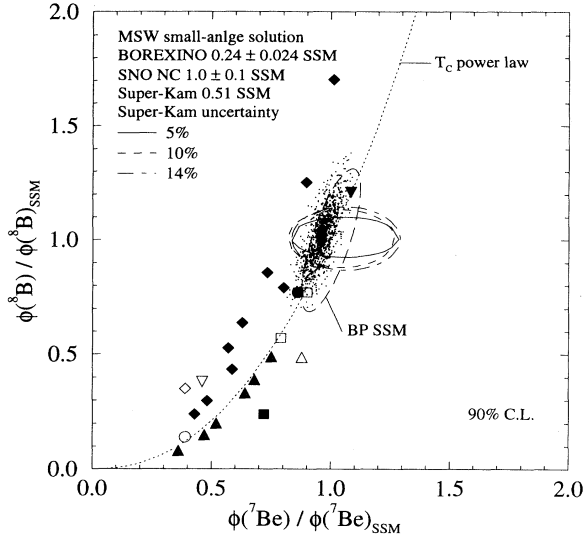 2.0
1.5
1.0
0.5
0.0
0.0
0.5
1.0
1.5
2.0
ϕ(⁸B) / ϕ(⁸B)SSM
ϕ(⁷Be) / ϕ(⁷Be)SSM
MSW small-anlge solution
BOREXINO 0.24 ± 0.024 SSM
SNO NC 1.0 ± 0.1 SSM
Super-Kam 0.51 SSM
Super-Kam uncertainty
5%
10%
14%
TC power law
BP SSM
90% C.L.